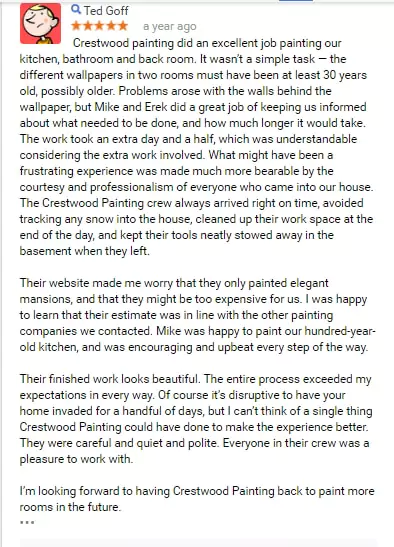 Ted Goff
★★★★★ a year ago
Crestwood painting did an excellent job painting our
kitchen, bathroom and back room. It wasn't a simple task — the
different wallpapers in two rooms must have been at least 30 years
old, possibly older. Problems arose with the walls behind the
wallpaper, but Mike and Erek did a great job of keeping us informed
about what needed to be done, and how much longer it would take.
The work took an extra day and a half, which was understandable
considering the extra work involved. What might have been a
frustrating experience was made much more bearable by the
courtesy and professionalism of everyone who came into our house.
The Crestwood Painting crew always arrived right on time, avoided
tracking any snow into the house, cleaned up their work space at the
end of the day, and kept their tools neatly stowed away in the
basement when they left.
Their website made me worry that they only painted elegant
mansions, and that they might be too expensive for us. I was happy
to learn that their estimate was in line with the other painting
companies we contacted. Mike was happy to paint our hundred-year-
old kitchen, and was encouraging and upbeat every step of the way.
Their finished work looks beautiful. The entire process exceeded my
expectations in every way. Of course it's disruptive to have your
home invaded for a handful of days, but I can't think of a single thing
Crestwood Painting could have done to make the experience better.
They were careful and quiet and polite. Everyone in their crew was a
pleasure to work with.
I'm looking forward to having Crestwood Painting back to paint more
rooms in the future.